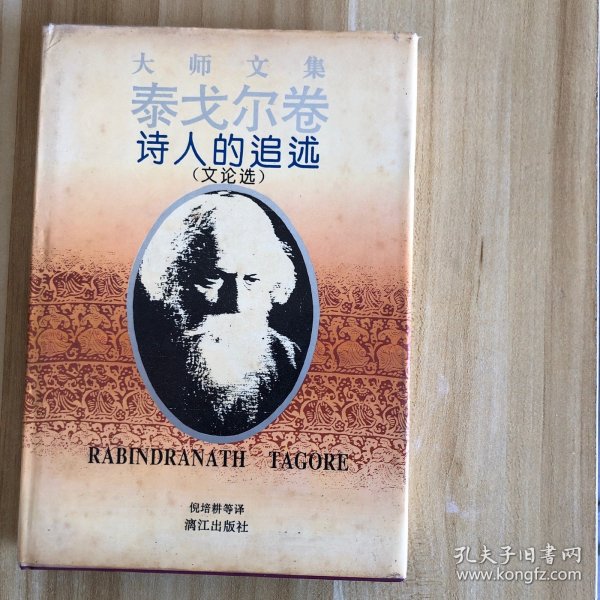 大师文集
泰戈尔卷
诗人的追述
（文论选）
RABINDRANATH TAGORE
倪培耕等译
漓江出版社
孔夫子旧书网
www.kongfz.com